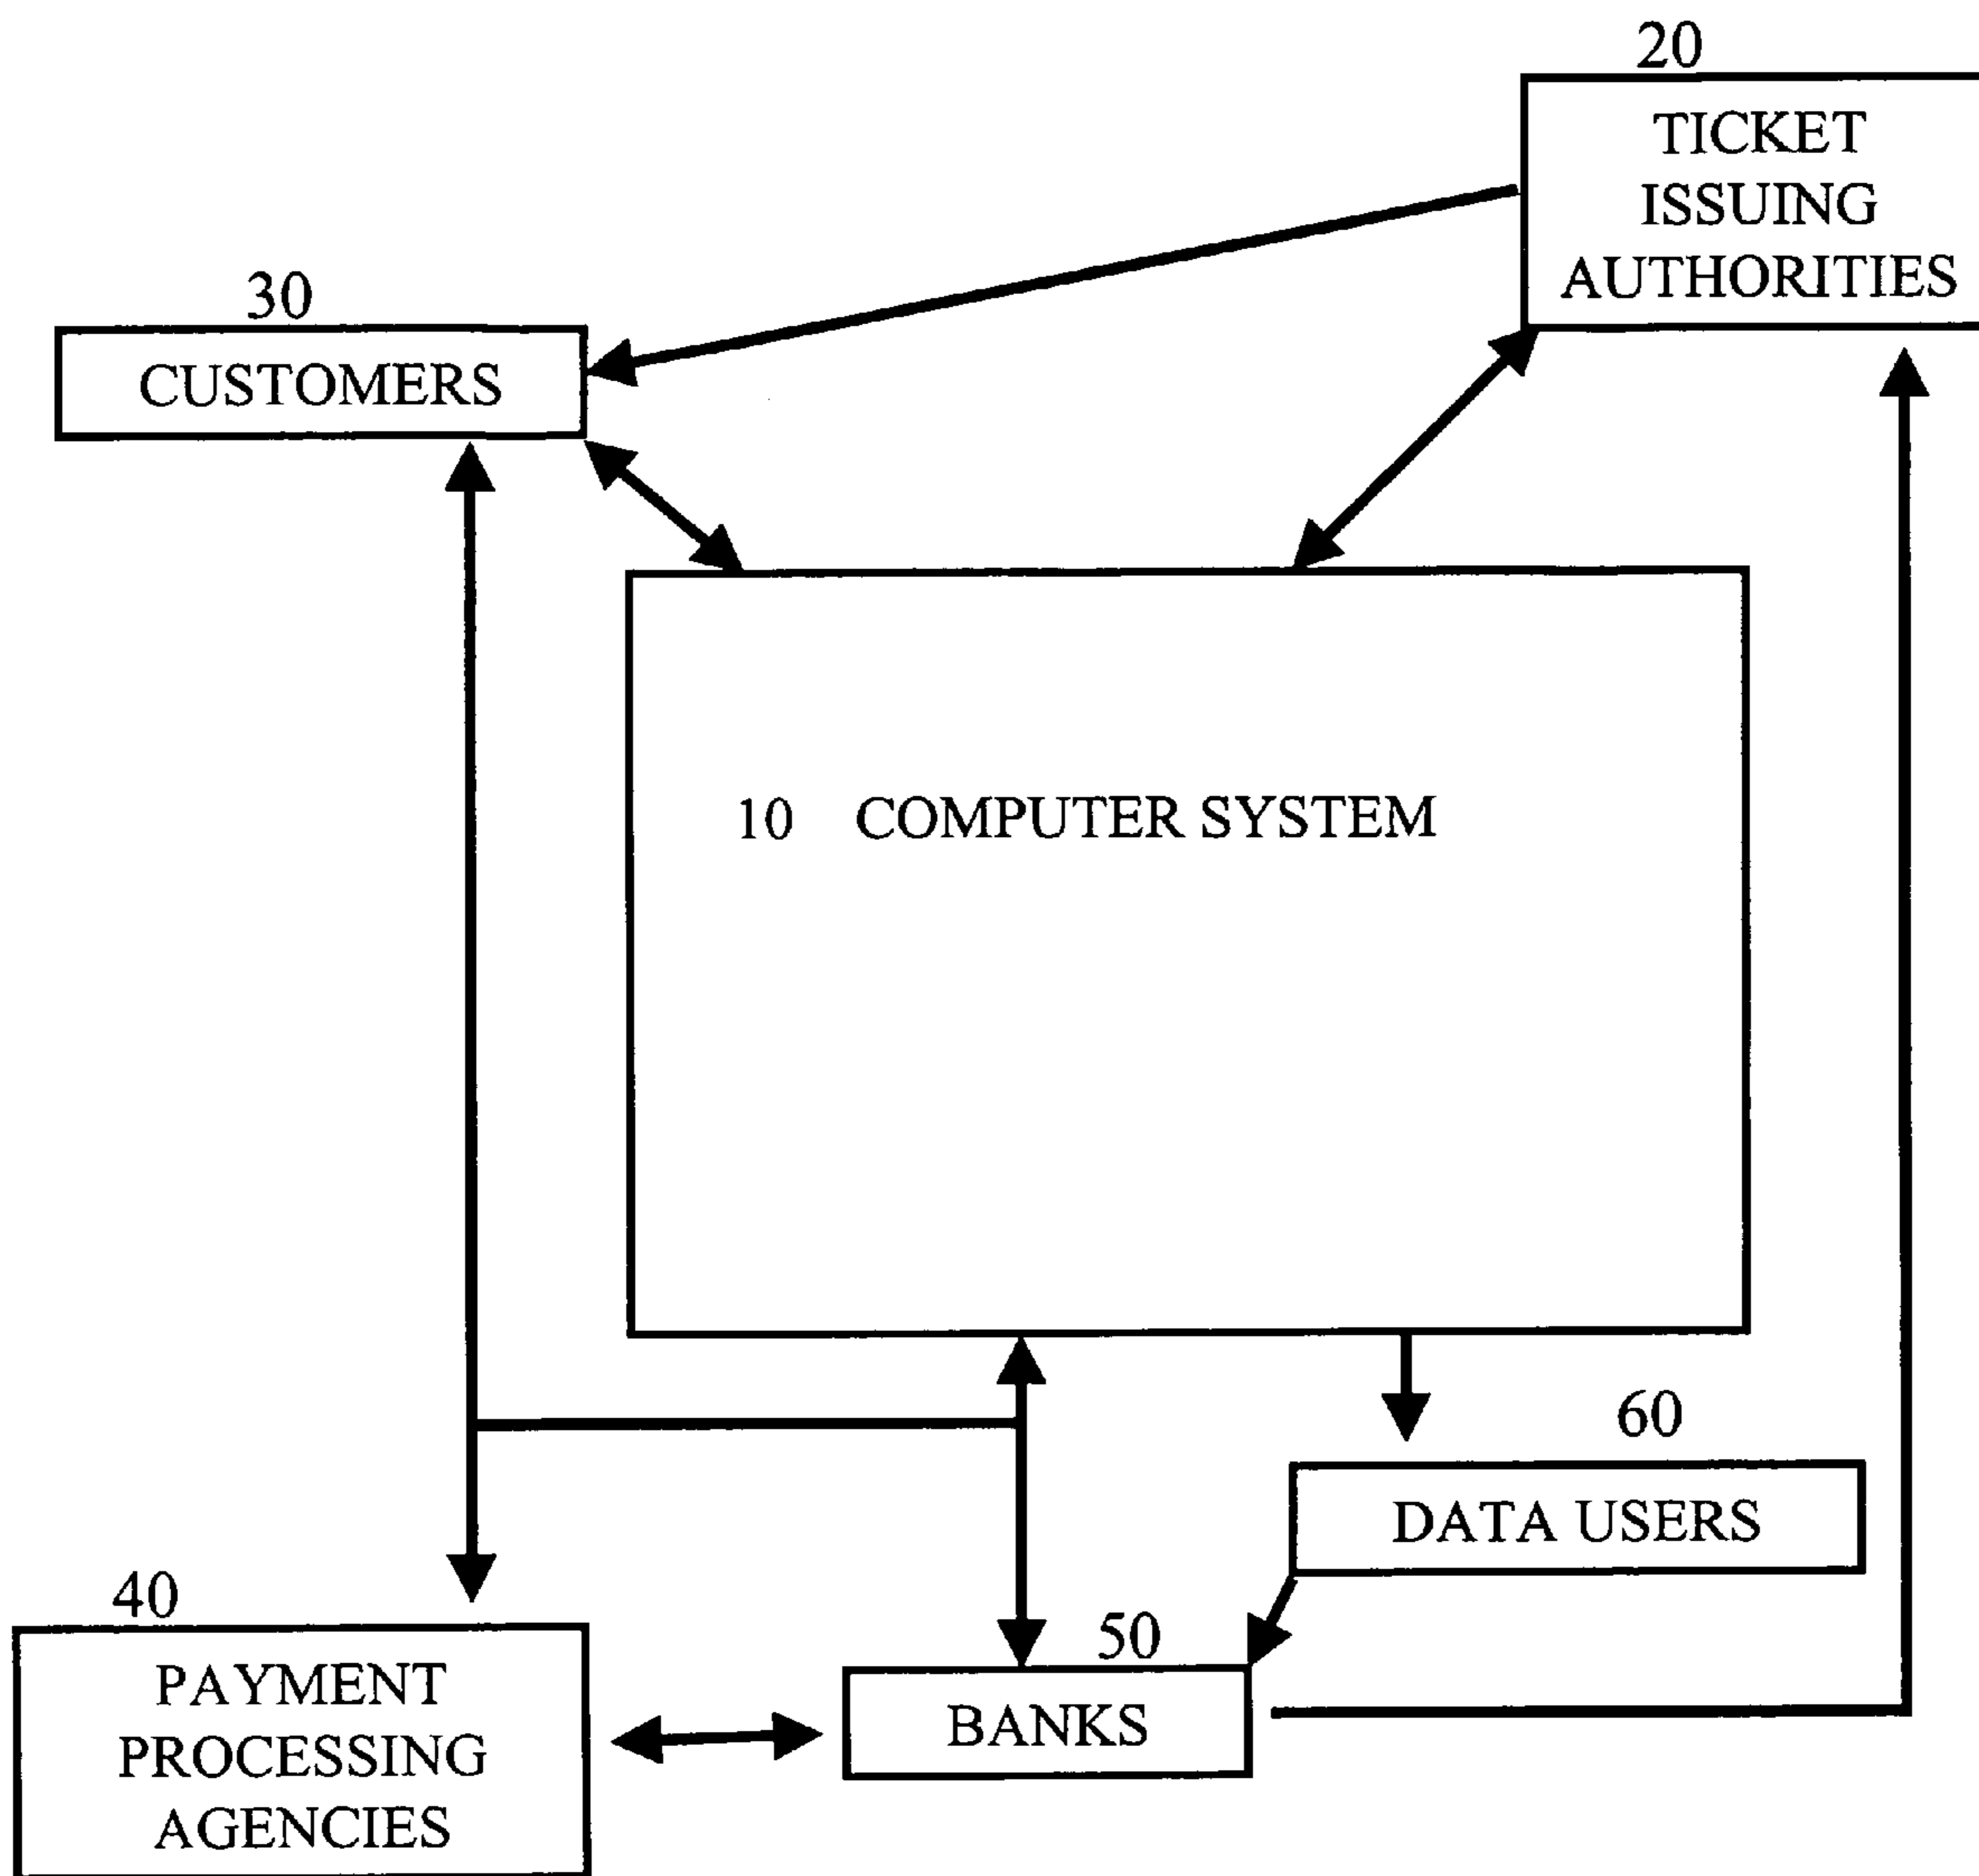 20
TICKET
ISSUING
AUTHORITIES
30
CUSTOMERS
10 COMPUTER SYSTEM
60
DATA USERS
40
PAYMENT
PROCESSING
AGENCIES
50
BANKS